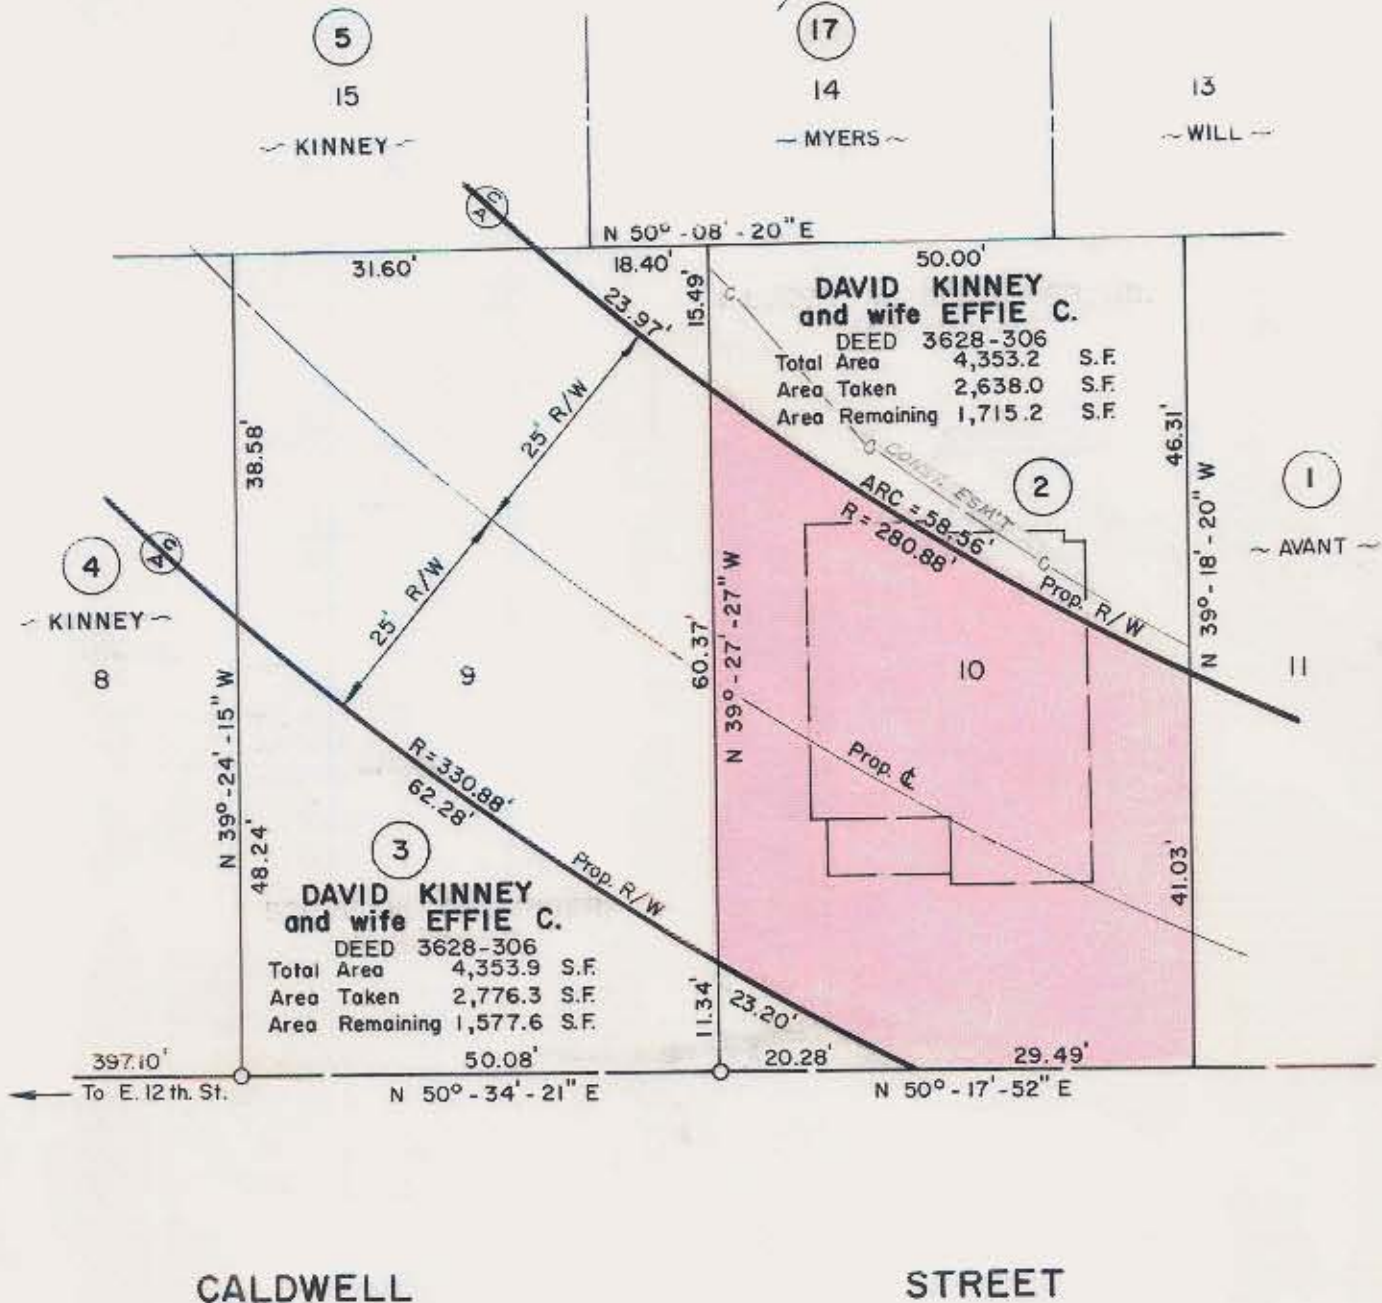 5
17
15
14
13
~ KINNEY ~
~ MYERS ~
~ WILL ~
C/A
N 50° -08' -20" E
31.60'
18.40'
50.00'
23.97'
15.49'
DAVID KINNEY
and wife EFFIE C.
DEED 3628-306
Total Area 4,353.2 S.F.
Area Taken 2,638.0 S.F.
Area Remaining 1,715.2 S.F.
C
C
CONSTR. ESM'T
C
38.58'
25' R/W
25' R/W
46.31'
N 39° -18' -20" W
2
1
~ AVANT ~
11
ARC = 58.56'
R = 280.88'
Prop. R/W
C/A
4
~ KINNEY ~
8
9
10
60.37'
N 39° -27' -27" W
N 39° -24' -15" W
48.24'
R = 330.88'
62.28'
Prop. R/W
Prop. ℄
41.03'
3
DAVID KINNEY
and wife EFFIE C.
DEED 3628-306
Total Area 4,353.9 S.F.
Area Taken 2,776.3 S.F.
Area Remaining 1,577.6 S.F.
11.34'
23.20'
397.10'
50.08'
20.28'
29.49'
To E. 12th. St.
N 50° -34' -21" E
N 50° -17' -52" E
CALDWELL STREET